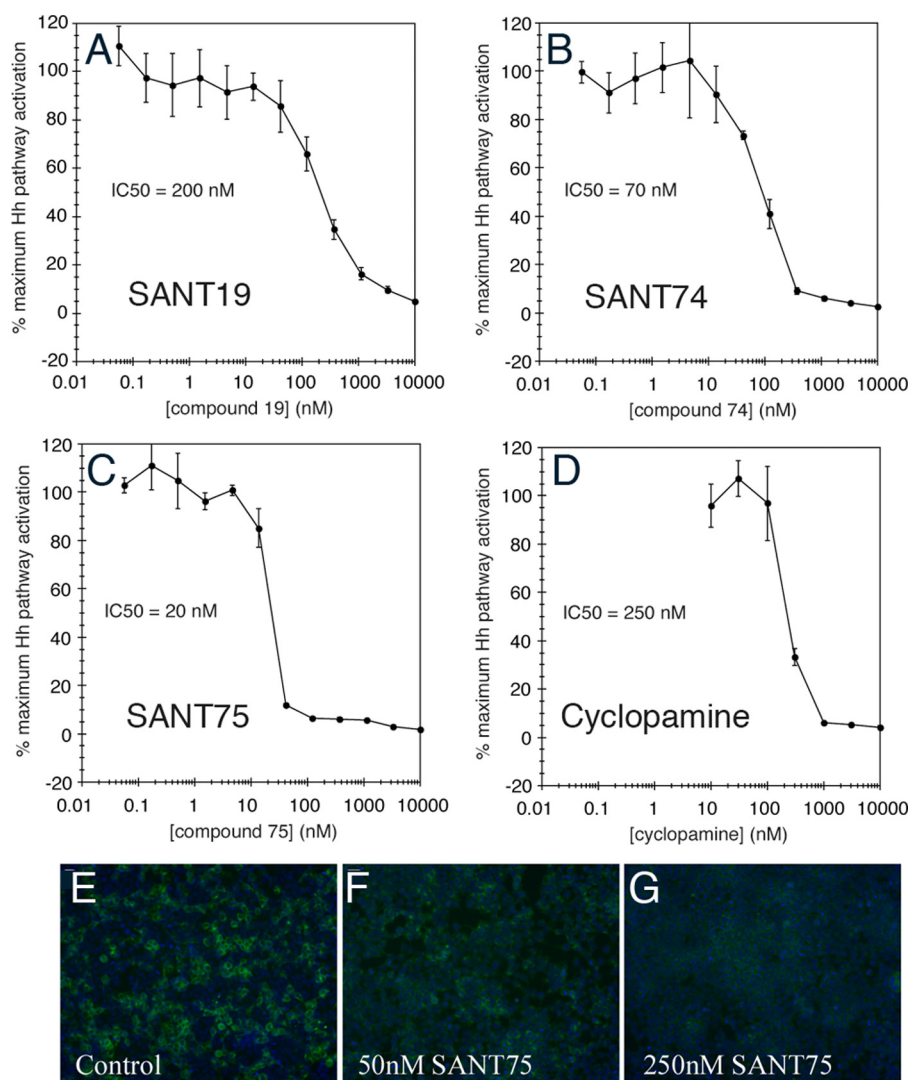 A
120
100
80
60
40
20
0
-20
% maximum Hh pathway activation
IC50 = 200 nM
SANT19
0.01 0.1 1 10 100 1000 10000
[compound 19] (nM)
B
120
100
80
60
40
20
0
-20
% maximum Hh pathway activation
IC50 = 70 nM
SANT74
0.01 0.1 1 10 100 1000 10000
[compound 74] (nM)
C
120
100
80
60
40
20
0
-20
% maximum Hh pathway activation
IC50 = 20 nM
SANT75
0.01 0.1 1 10 100 1000 10000
[compound 75] (nM)
D
120
100
80
60
40
20
0
-20
% maximum Hh pathway activation
IC50 = 250 nM
Cyclopamine
0.01 0.1 1 10 100 1000 10000
[cyclopamine] (nM)
E
Control
F
50nM SANT75
G
250nM SANT75